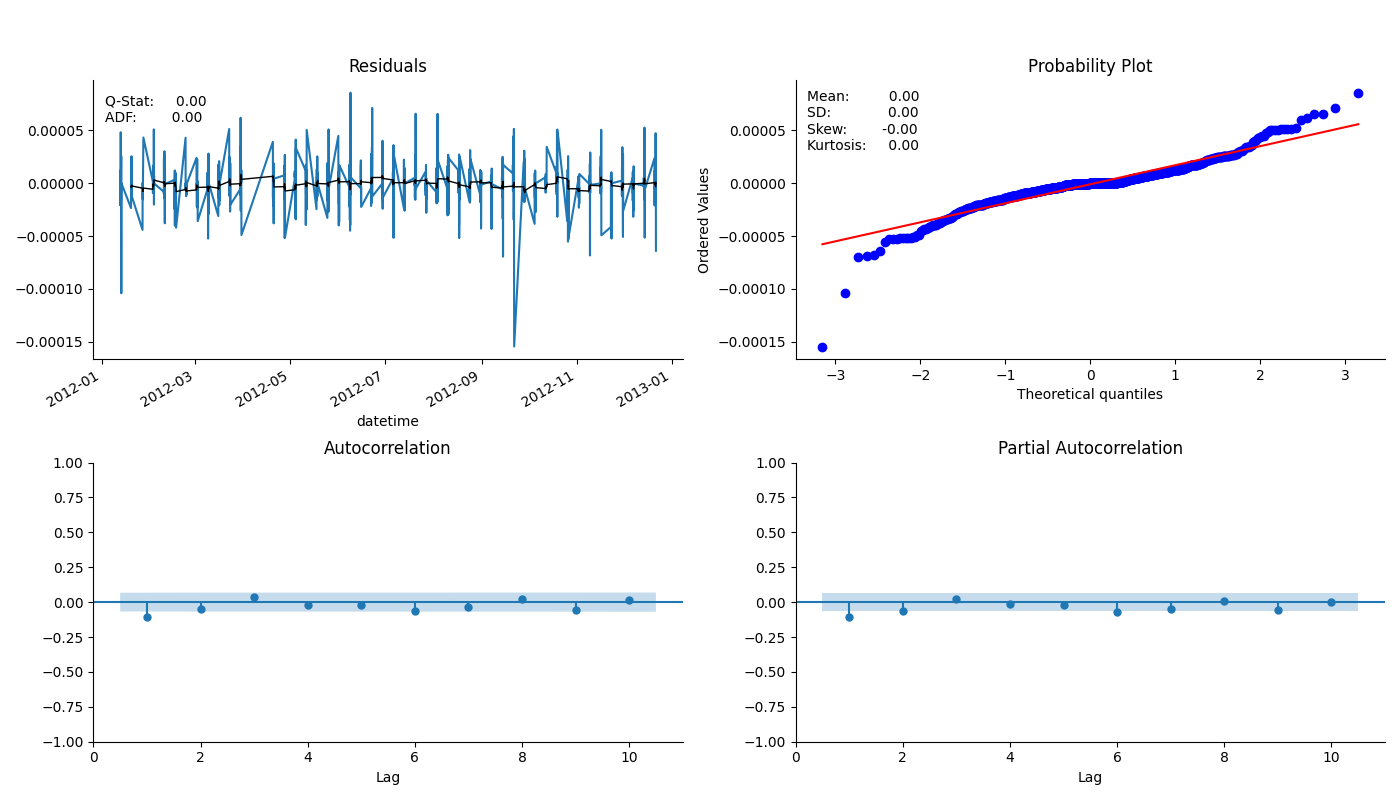 Residuals
Q-Stat: 0.00
ADF: 0.00
0.00005
0.00000
−0.00005
−0.00010
−0.00015
2012-01
2012-03
2012-05
2012-07
2012-09
2012-11
2013-01
datetime
Probability Plot
Mean: 0.00
SD: 0.00
Skew: -0.00
Kurtosis: 0.00
Ordered Values
0.00005
0.00000
−0.00005
−0.00010
−0.00015
−3 −2 −1 0 1 2 3
Theoretical quantiles
Autocorrelation
1.00
0.75
0.50
0.25
0.00
−0.25
−0.50
−0.75
−1.00
0 2 4 6 8 10
Lag
Partial Autocorrelation
1.00
0.75
0.50
0.25
0.00
−0.25
−0.50
−0.75
−1.00
0 2 4 6 8 10
Lag